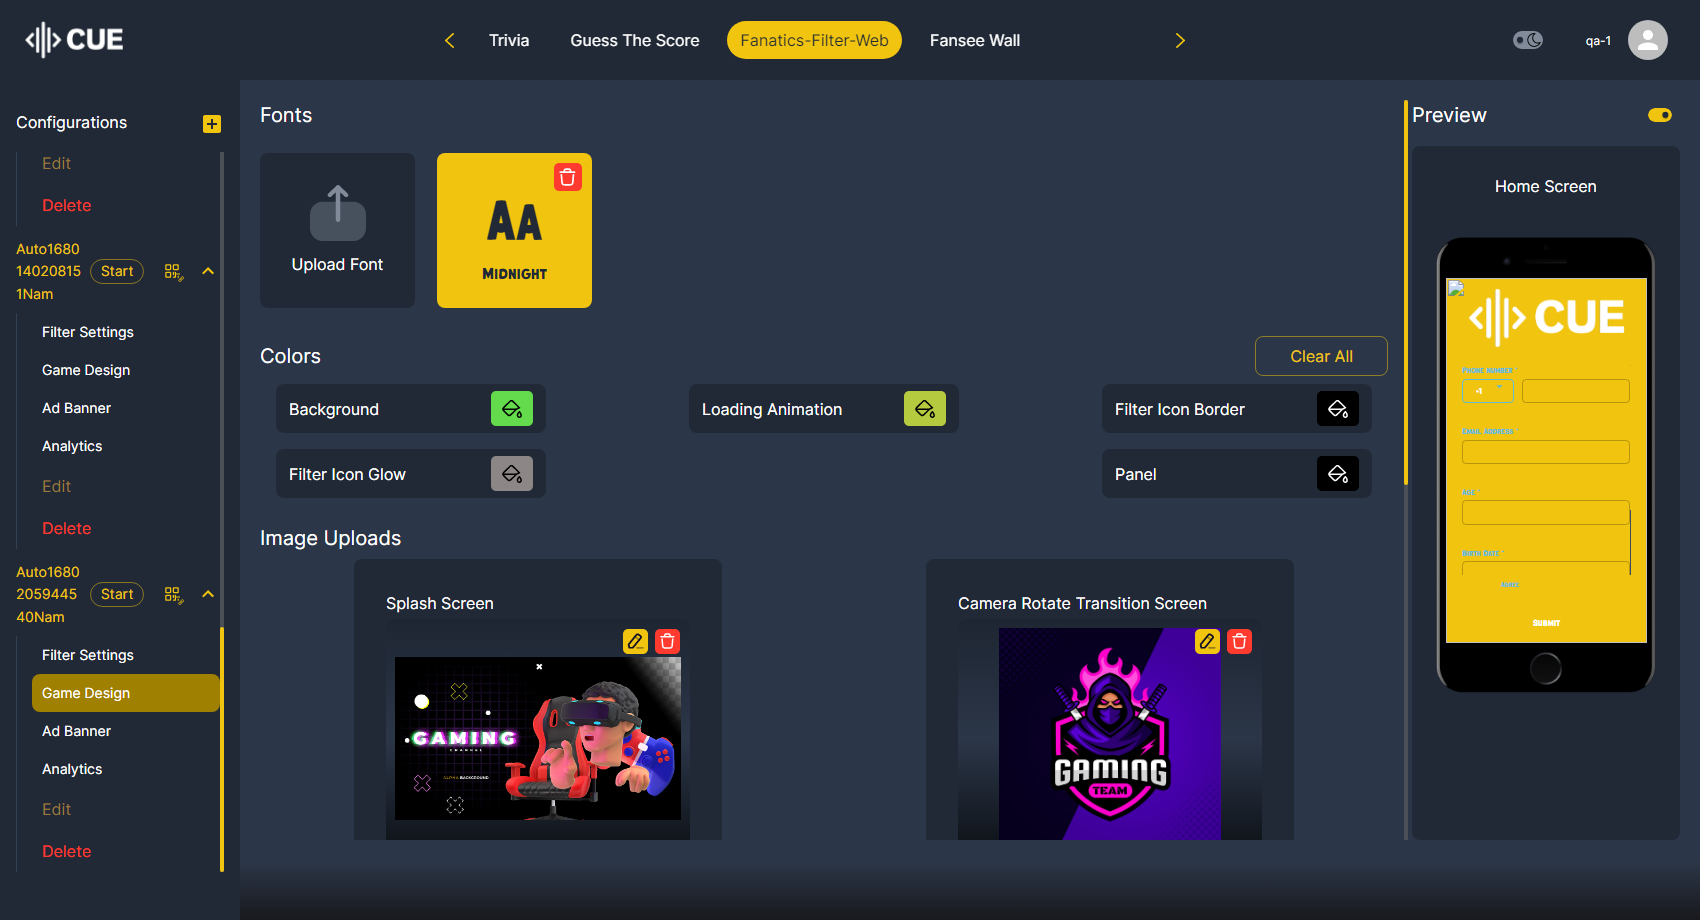 CUE
Trivia
Guess The Score
Fanatics-Filter-Web
Fansee Wall
qa-1
Configurations
Edit
Delete
Auto1680
14020815
1Nam
Start
Filter Settings
Game Design
Ad Banner
Analytics
Edit
Delete
Auto1680
2059445
40Nam
Start
Filter Settings
Game Design
Ad Banner
Analytics
Edit
Delete
Fonts
Upload Font
AA
MIDNIGHT
Colors
Clear All
Background
Loading Animation
Filter Icon Border
Filter Icon Glow
Panel
Image Uploads
Splash Screen
GAMING
CHANNEL
ALPHA BACKGROUND
Camera Rotate Transition Screen
GAMING
TEAM
Preview
Home Screen
CUE
PHONE NUMBER *
+1
EMAIL ADDRESS *
AGE *
BIRTH DATE *
SUBMIT